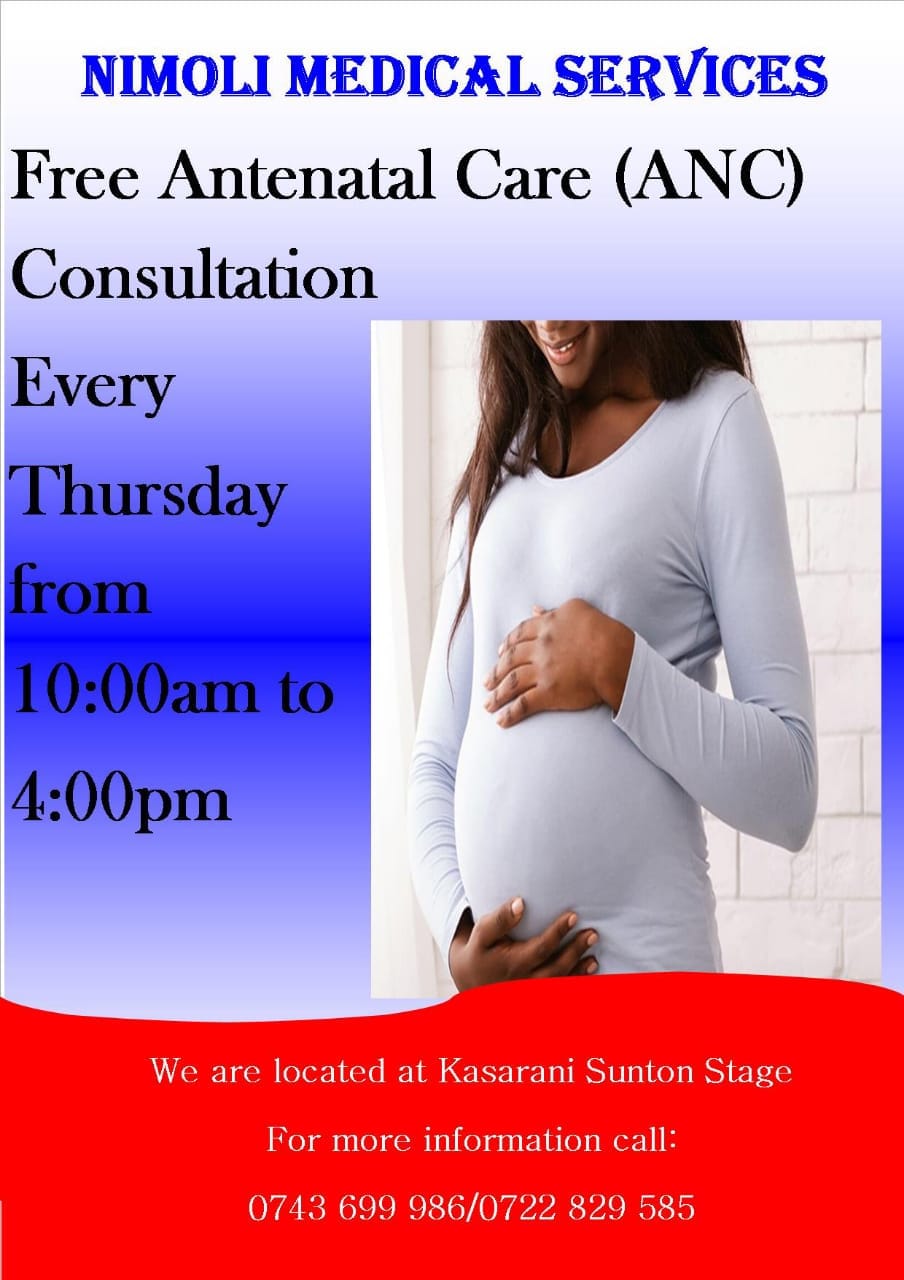 NIMOLI MEDICAL SERVICES
Free Antenatal Care (ANC)
Consultation
Every
Thursday
from
10:00am to
4:00pm
We are located at Kasarani Sunton Stage
For more information call:
0743 699 986/0722 829 585